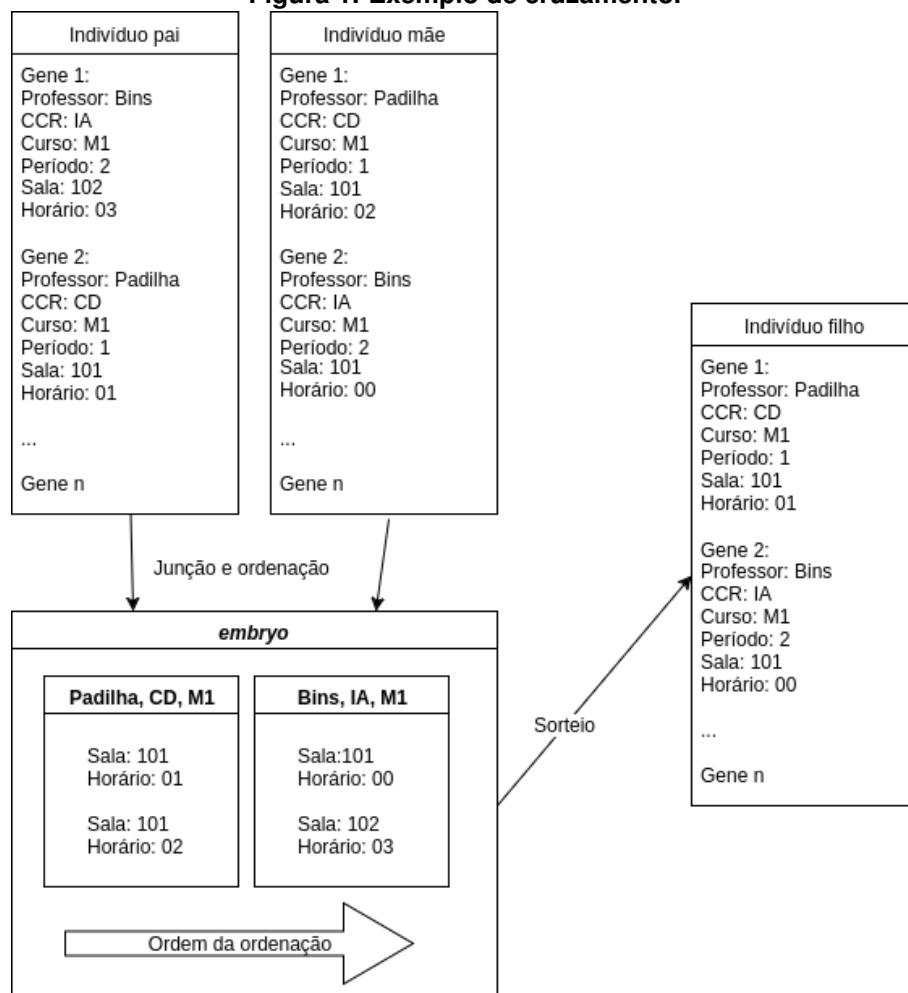 Figura 1: Exemplo de cruzamento.
Indivíduo pai
Gene 1:
Professor: Bins
CCR: IA
Curso: M1
Período: 2
Sala: 102
Horário: 03
Gene 2:
Professor: Padilha
CCR: CD
Curso: M1
Período: 1
Sala: 101
Horário: 01
...
Gene n
Indivíduo mãe
Gene 1:
Professor: Padilha
CCR: CD
Curso: M1
Período: 1
Sala: 101
Horário: 02
Gene 2:
Professor: Bins
CCR: IA
Curso: M1
Período: 2
Sala: 101
Horário: 00
...
Gene n
Junção e ordenação
embryo
Padilha, CD, M1
Sala: 101
Horário: 01
Sala: 101
Horário: 02
Bins, IA, M1
Sala:101
Horário: 00
Sala: 102
Horário: 03
Ordem da ordenação
Sorteio
Indivíduo filho
Gene 1:
Professor: Padilha
CCR: CD
Curso: M1
Período: 1
Sala: 101
Horário: 01
Gene 2:
Professor: Bins
CCR: IA
Curso: M1
Período: 2
Sala: 101
Horário: 00
...
Gene n